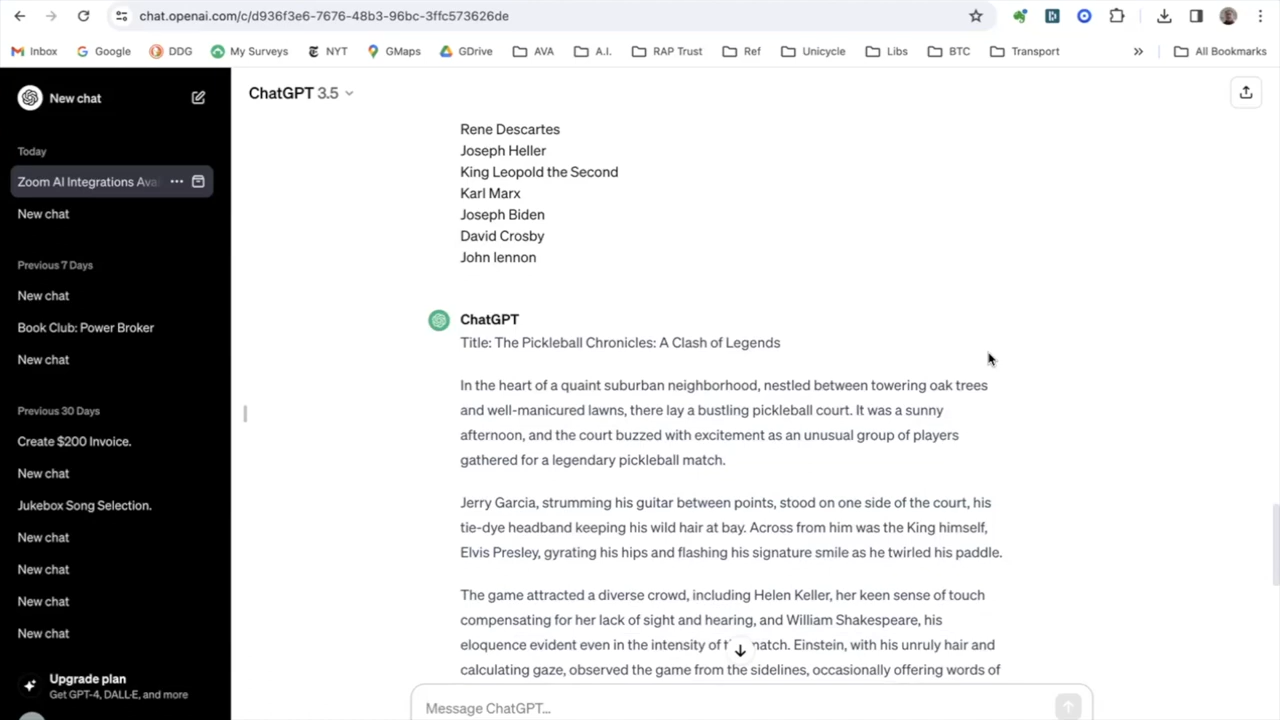 chat.openai.com/c/d936f3e6-7676-48b3-96bc-3ffc573626de
Inbox Google DDG My Surveys NYT GMaps GDrive AVA A.I. RAP Trust Ref Unicycle Libs BTC Transport » All Bookmarks
New chat
Today
Zoom AI Integrations Ava
New chat
Previous 7 Days
New chat
Book Club: Power Broker
New chat
Previous 30 Days
Create $200 Invoice.
New chat
Jukebox Song Selection.
New chat
New chat
New chat
New chat
Upgrade plan
Get GPT-4, DALL·E, and more
ChatGPT 3.5
Rene Descartes
Joseph Heller
King Leopold the Second
Karl Marx
Joseph Biden
David Crosby
John lennon
ChatGPT
Title: The Pickleball Chronicles: A Clash of Legends
In the heart of a quaint suburban neighborhood, nestled between towering oak trees
and well-manicured lawns, there lay a bustling pickleball court. It was a sunny
afternoon, and the court buzzed with excitement as an unusual group of players
gathered for a legendary pickleball match.
Jerry Garcia, strumming his guitar between points, stood on one side of the court, his
tie-dye headband keeping his wild hair at bay. Across from him was the King himself,
Elvis Presley, gyrating his hips and flashing his signature smile as he twirled his paddle.
The game attracted a diverse crowd, including Helen Keller, her keen sense of touch
compensating for her lack of sight and hearing, and William Shakespeare, his
eloquence evident even in the intensity of match. Einstein, with his unruly hair and
calculating gaze, observed the game from the sidelines, occasionally offering words of
Message ChatGPT...